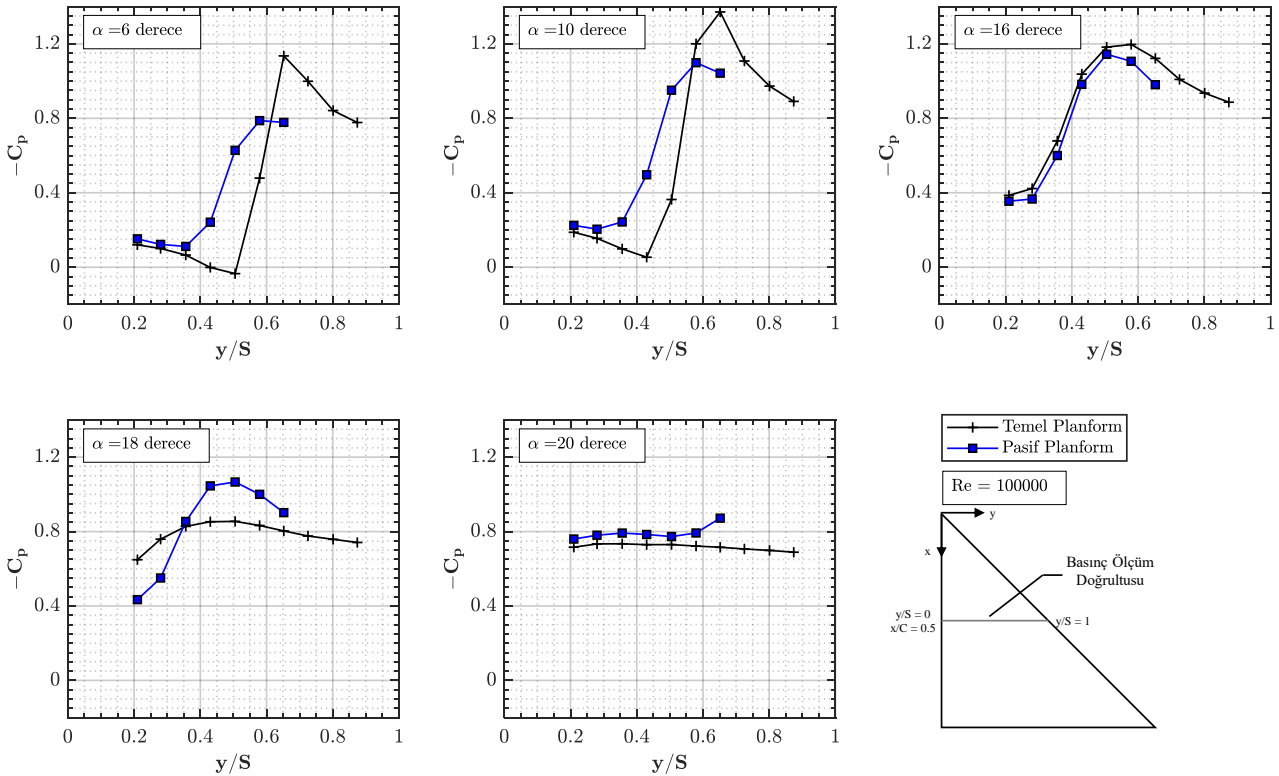 α =6 derece
1.2
0.8
0.4
0
−Cp
0 0.2 0.4 0.6 0.8 1
y/S
α =10 derece
1.2
0.8
0.4
0
−Cp
0 0.2 0.4 0.6 0.8 1
y/S
α =16 derece
1.2
0.8
0.4
0
−Cp
0 0.2 0.4 0.6 0.8 1
y/S
α =18 derece
1.2
0.8
0.4
0
−Cp
0 0.2 0.4 0.6 0.8 1
y/S
α =20 derece
1.2
0.8
0.4
0
−Cp
0 0.2 0.4 0.6 0.8 1
y/S
Temel Planform
Pasif Planform
Re = 100000
y
x
Basınç Ölçüm
Doğrultusu
y/S = 0
x/C = 0.5
y/S = 1